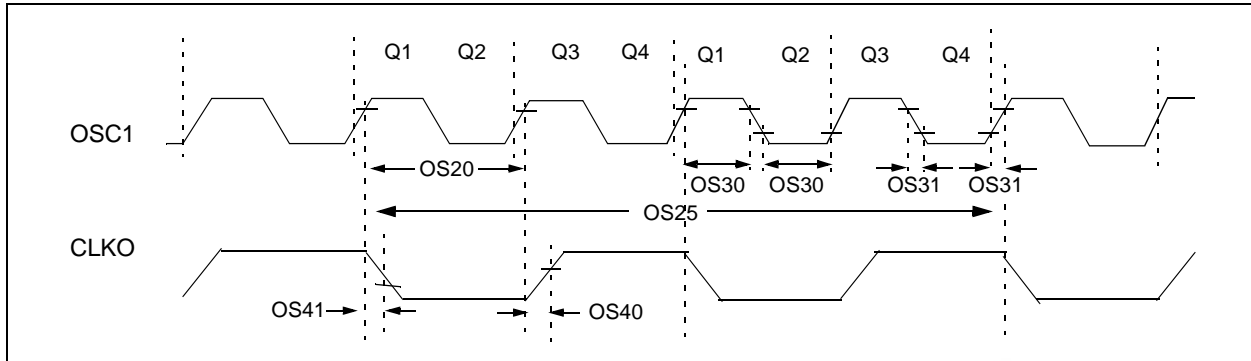 Q1 Q2 Q3 Q4 Q1 Q2 Q3 Q4
OSC1
OS20
OS30 OS30
OS31 OS31
OS25
CLKO
OS41
OS40